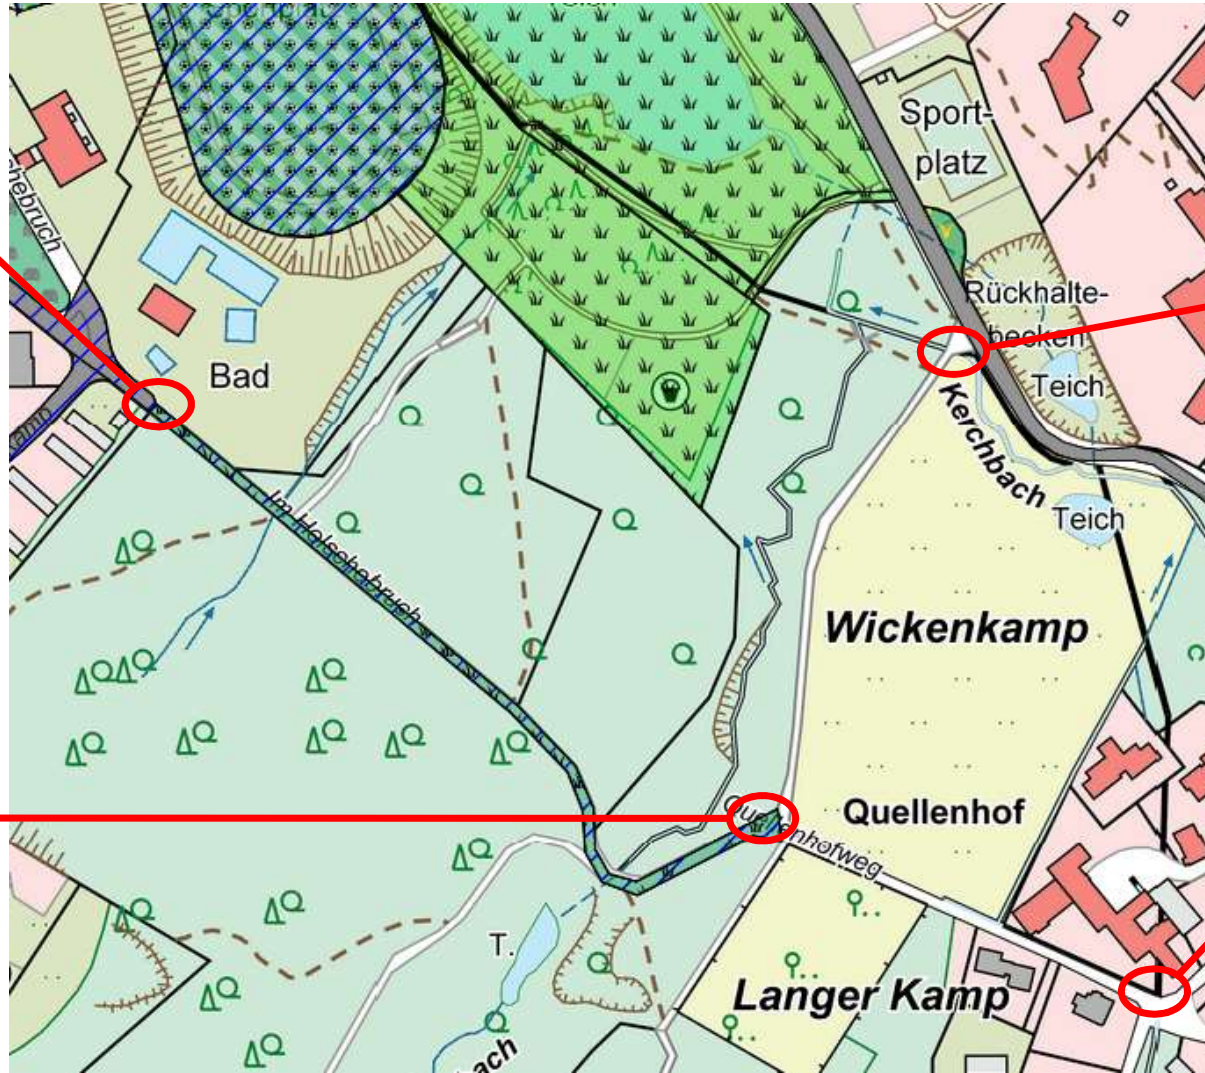 Sport-
platz
Rückhalte-
becken
Teich
Kerchbach
Teich
Bad
Im Holschebruch
Wickenkamp
Quellenhof
Quellenhofweg
T.
Langer Kamp